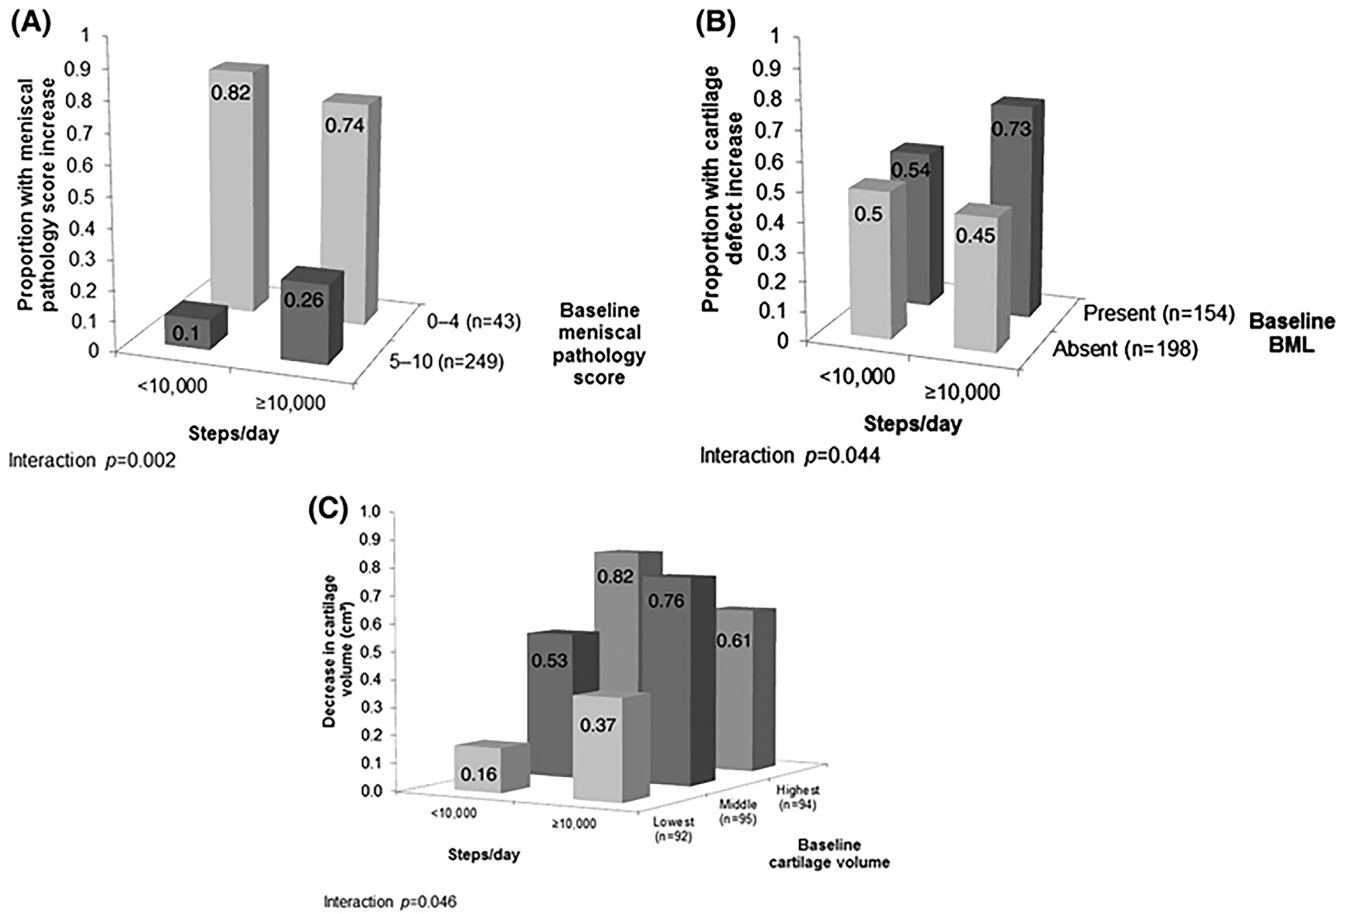 (A)
Proportion with meniscal
pathology score increase
1
0.9
0.8
0.7
0.6
0.5
0.4
0.3
0.2
0.1
0
0.82
0.74
0.1
0.26
<10,000
≥10,000
Steps/day
0–4 (n=43)
5–10 (n=249)
Baseline
meniscal
pathology
score
Interaction p=0.002
(B)
Proportion with cartilage
defect increase
1
0.9
0.8
0.7
0.6
0.5
0.4
0.3
0.2
0.1
0
0.5
0.54
0.45
0.73
<10,000
≥10,000
Steps/day
Present (n=154)
Absent (n=198)
Baseline
BML
Interaction p=0.044
(C)
Decrease in cartilage
volume (cm³)
1.0
0.9
0.8
0.7
0.6
0.5
0.4
0.3
0.2
0.1
0.0
0.16
0.53
0.82
0.37
0.76
0.61
<10,000
≥10,000
Steps/day
Lowest
(n=92)
Middle
(n=95)
Highest
(n=94)
Baseline
cartilage volume
Interaction p=0.046